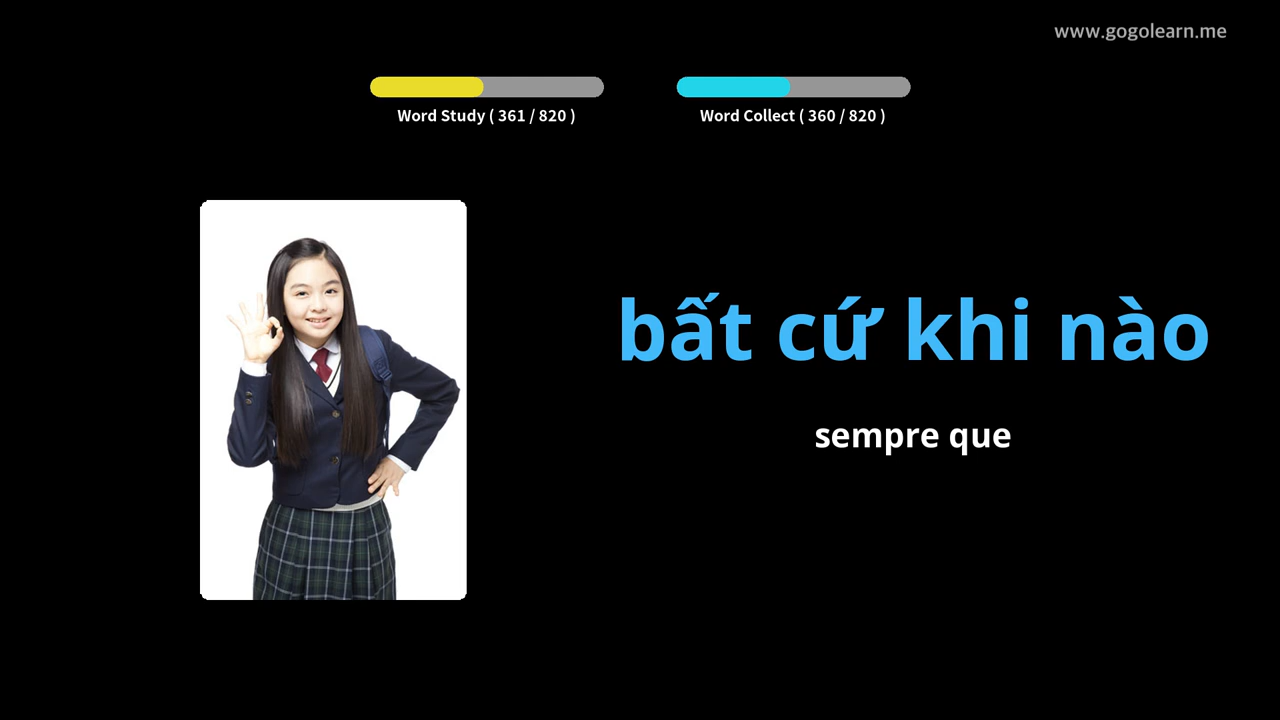 www.gogolearn.me
Word Study ( 361 / 820 )
Word Collect ( 360 / 820 )
bất cứ khi nào
sempre que